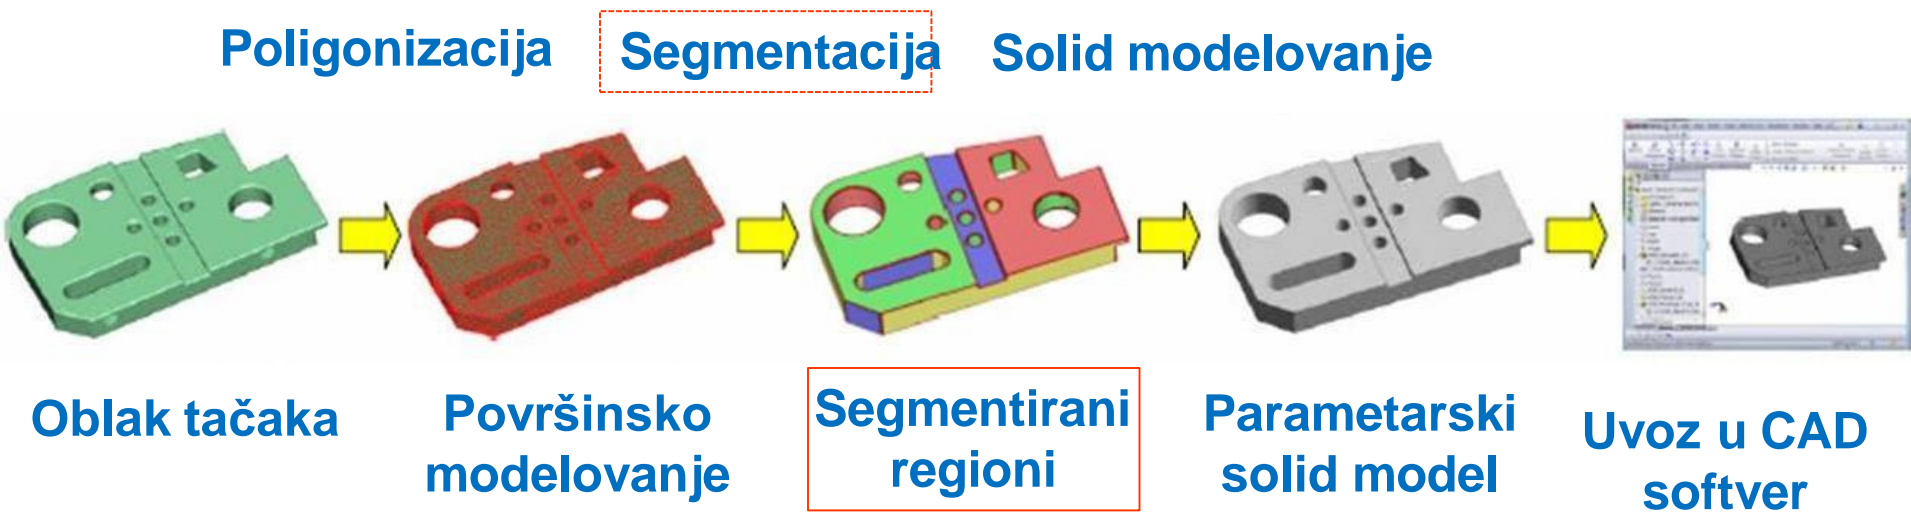 Poligonizacija
Segmentacija
Solid modelovanje
Oblak tačaka
Površinsko
modelovanje
Segmentirani
regioni
Parametarski
solid model
Uvoz u CAD
softver